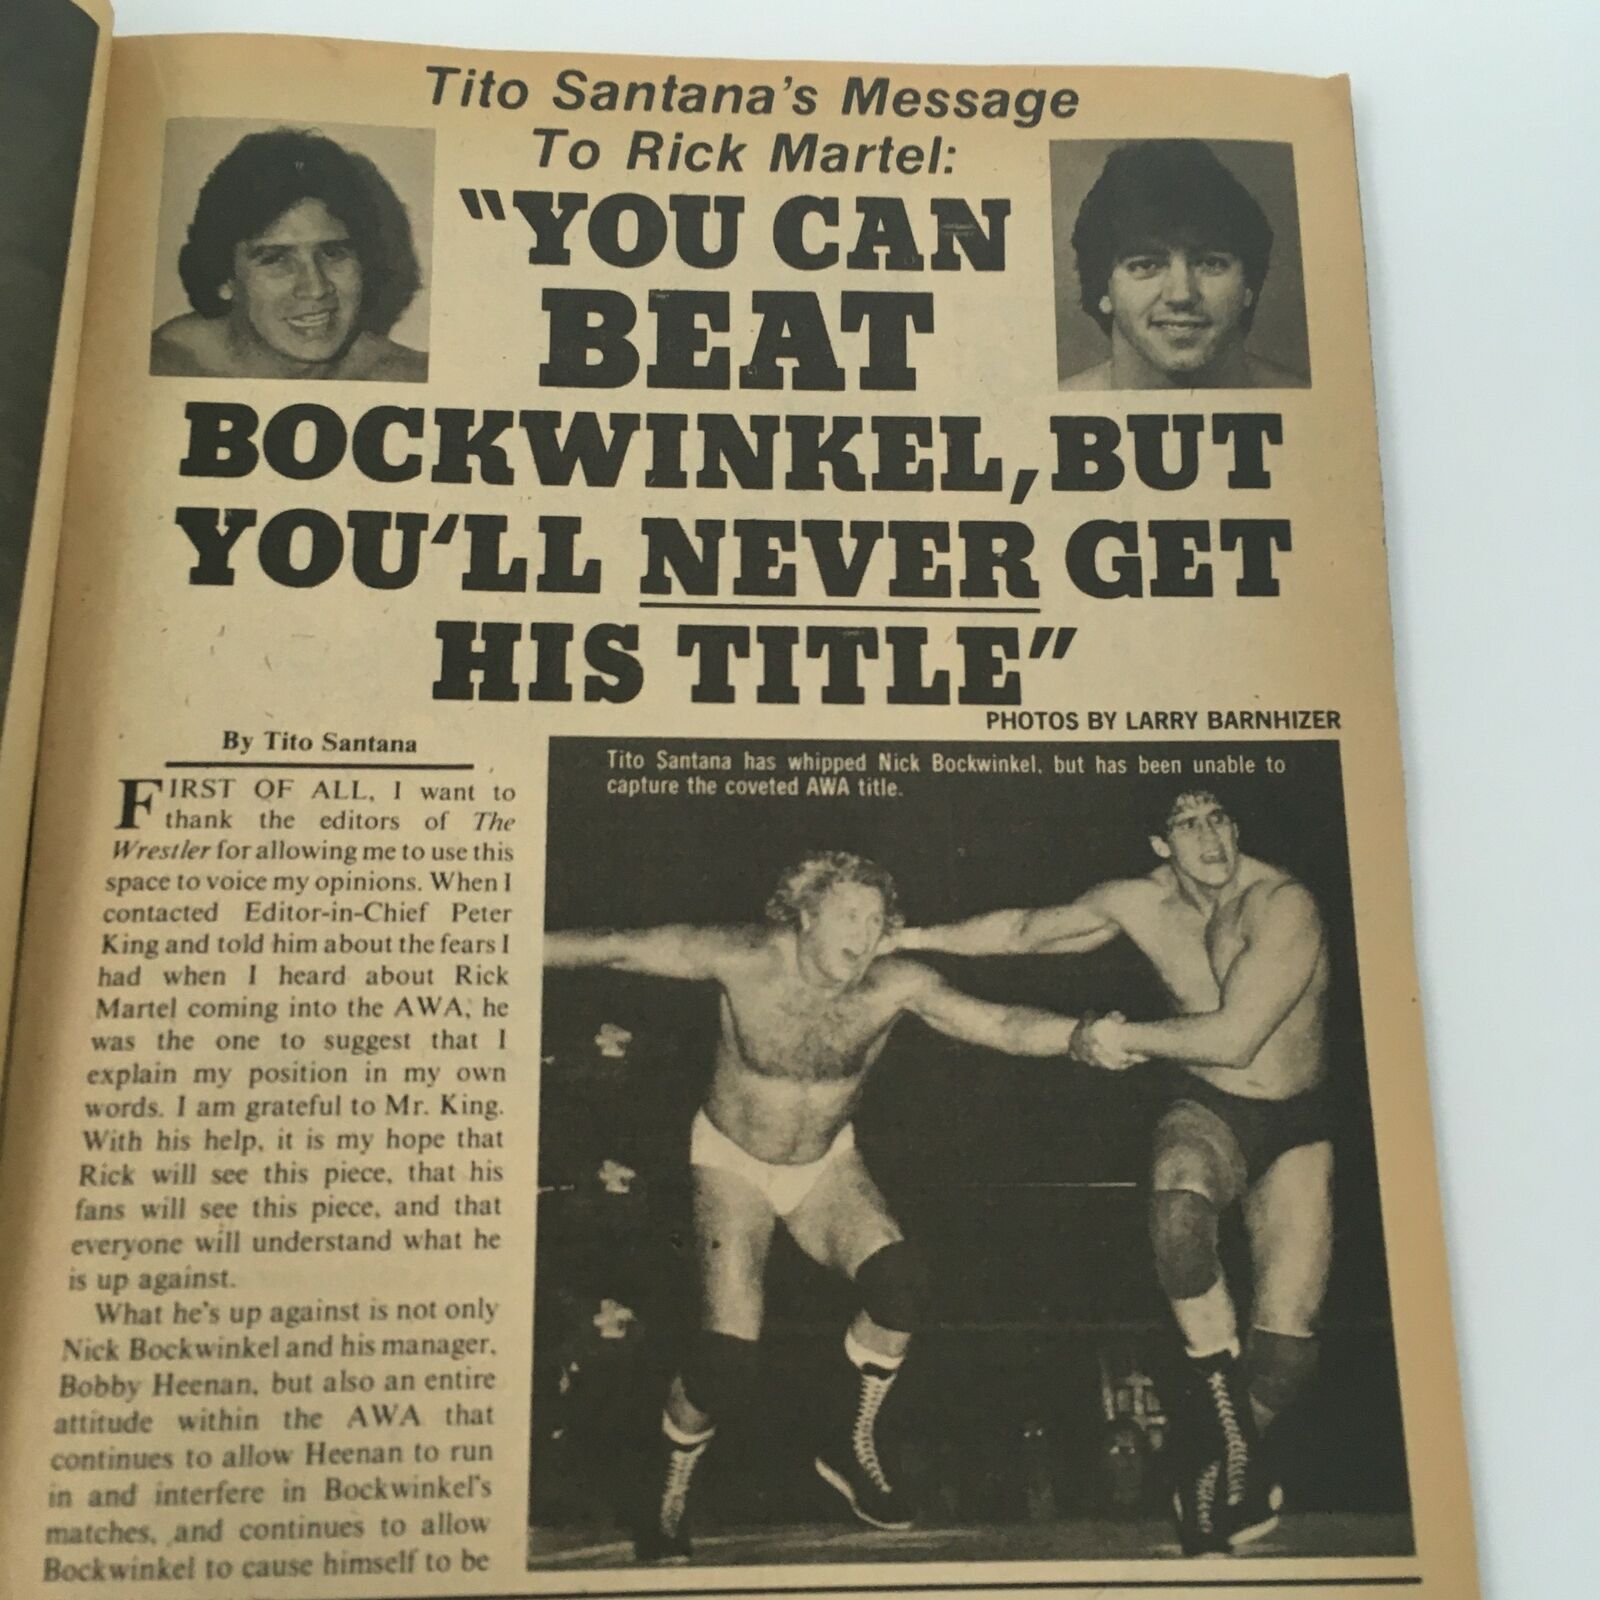 Tito Santana's Message
To Rick Martel:
"YOU CAN
BEAT
BOCKWINKEL, BUT
YOU'LL NEVER GET
HIS TITLE"
PHOTOS BY LARRY BARNHIZER
By Tito Santana
FIRST OF ALL, I want to
thank the editors of The
Wrestler for allowing me to use this
space to voice my opinions. When I
contacted Editor-in-Chief Peter
King and told him about the fears I
had when I heard about Rick
Martel coming into the AWA, he
was the one to suggest that I
explain my position in my own
words. I am grateful to Mr. King.
With his help, it is my hope that
Rick will see this piece, that his
fans will see this piece, and that
everyone will understand what he
is up against.
What he's up against is not only
Nick Bockwinkel and his manager,
Bobby Heenan, but also an entire
attitude within the AWA that
continues to allow Heenan to run
in and interfere in Bockwinkel's
matches, and continues to allow
Bockwinkel to cause himself to be
Tito Santana has whipped Nick Bockwinkel, but has been unable to
capture the coveted AWA title.